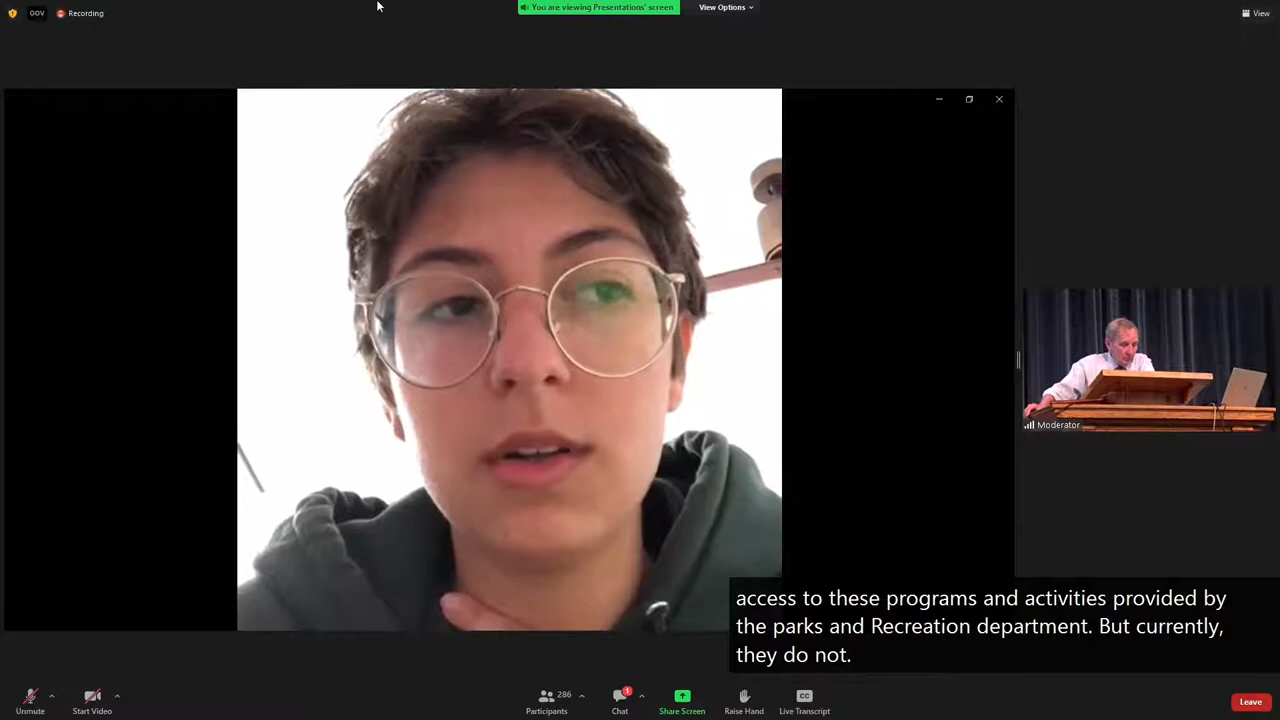 GOV
Recording
You are viewing Presentations' screen
View Options
View
Moderator
access to these programs and activities provided by
the parks and Recreation department. But currently,
they do not.
Unmute
Start Video
286
Participants
1
Chat
Share Screen
Raise Hand
CC
Live Transcript
Leave